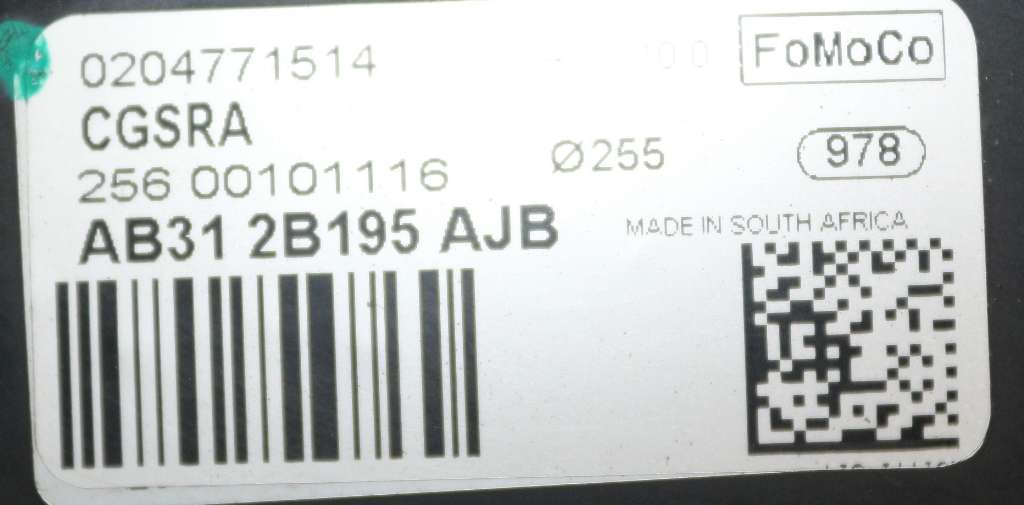 0204771514
FoMoCo
CGSRA
256 00101116
Ø255
978
AB31 2B195 AJB
MADE IN SOUTH AFRICA